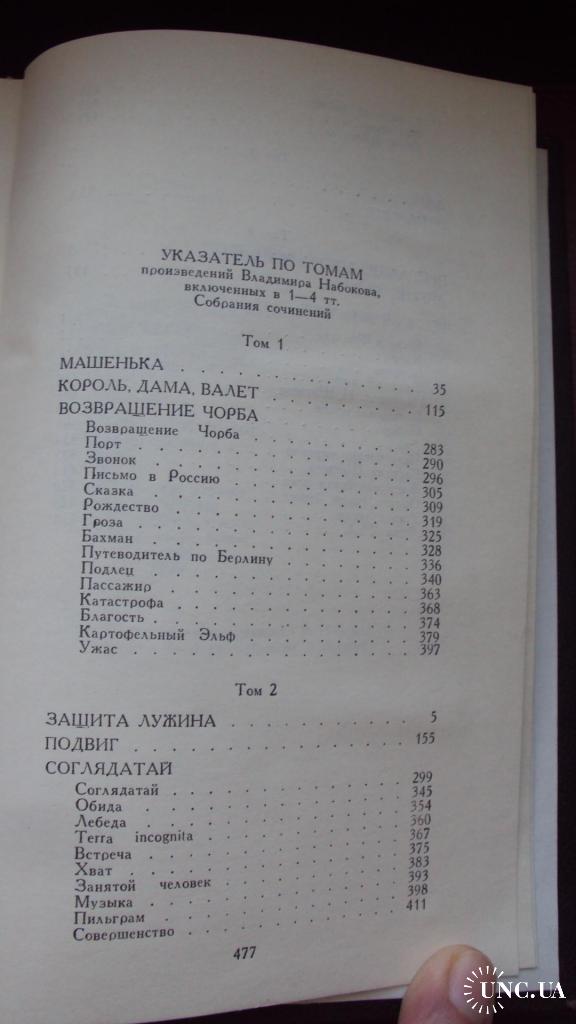 УКАЗАТЕЛЬ ПО ТОМАМ
произведений Владимира Набокова,
включенных в 1—4 тт.
Собрания сочинений
Том 1
МАШЕНЬКА . . . . . . . . . . . . 35
КОРОЛЬ, ДАМА, ВАЛЕТ . . . . . . . . . 115
ВОЗВРАЩЕНИЕ ЧОРБА
Возвращение Чорба . . . . . . . . . 283
Порт . . . . . . . . . . . . 290
Звонок . . . . . . . . . . . . 296
Письмо в Россию . . . . . . . . . 305
Сказка . . . . . . . . . . . . 309
Рождество . . . . . . . . . . . 319
Гроза . . . . . . . . . . . . 325
Бахман . . . . . . . . . . . . 328
Путеводитель по Берлину . . . . . . . 336
Подлец . . . . . . . . . . . . 340
Пассажир . . . . . . . . . . . 363
Катастрофа . . . . . . . . . . . 368
Благость . . . . . . . . . . . 374
Картофельный Эльф . . . . . . . . 379
Ужас . . . . . . . . . . . . 397
Том 2
ЗАЩИТА ЛУЖИНА . . . . . . . . . . 5
ПОДВИГ . . . . . . . . . . . . 155
СОГЛЯДАТАЙ
Соглядатай . . . . . . . . . . . 299
Обида . . . . . . . . . . . . 345
Лебеда . . . . . . . . . . . . 354
Terra incognita . . . . . . . . . . 360
Встреча . . . . . . . . . . . . 367
Хват . . . . . . . . . . . . 375
Занятой человек . . . . . . . . . 383
Музыка . . . . . . . . . . . . 393
Пильграм . . . . . . . . . . . 398
Совершенство . . . . . . . . . . 411
477
UNC.UA